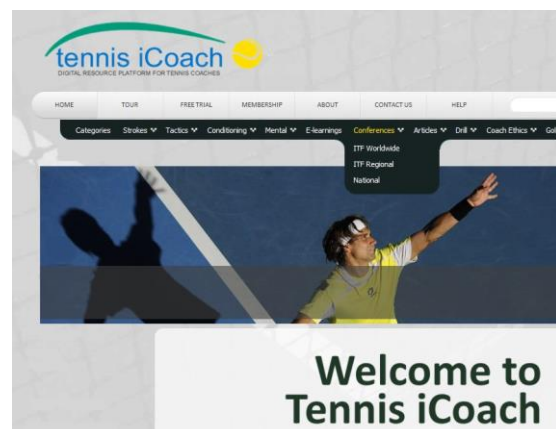 tennis iCoach
DIGITAL RESOURCE PLATFORM FOR TENNIS COACHES
HOME TOUR FREE TRIAL MEMBERSHIP ABOUT CONTACT US HELP
Categories Strokes Tactics Conditioning Mental E-learnings Conferences Articles Drill Coach Ethics Gol
ITF Worldwide
ITF Regional
National
Welcome to
Tennis iCoach